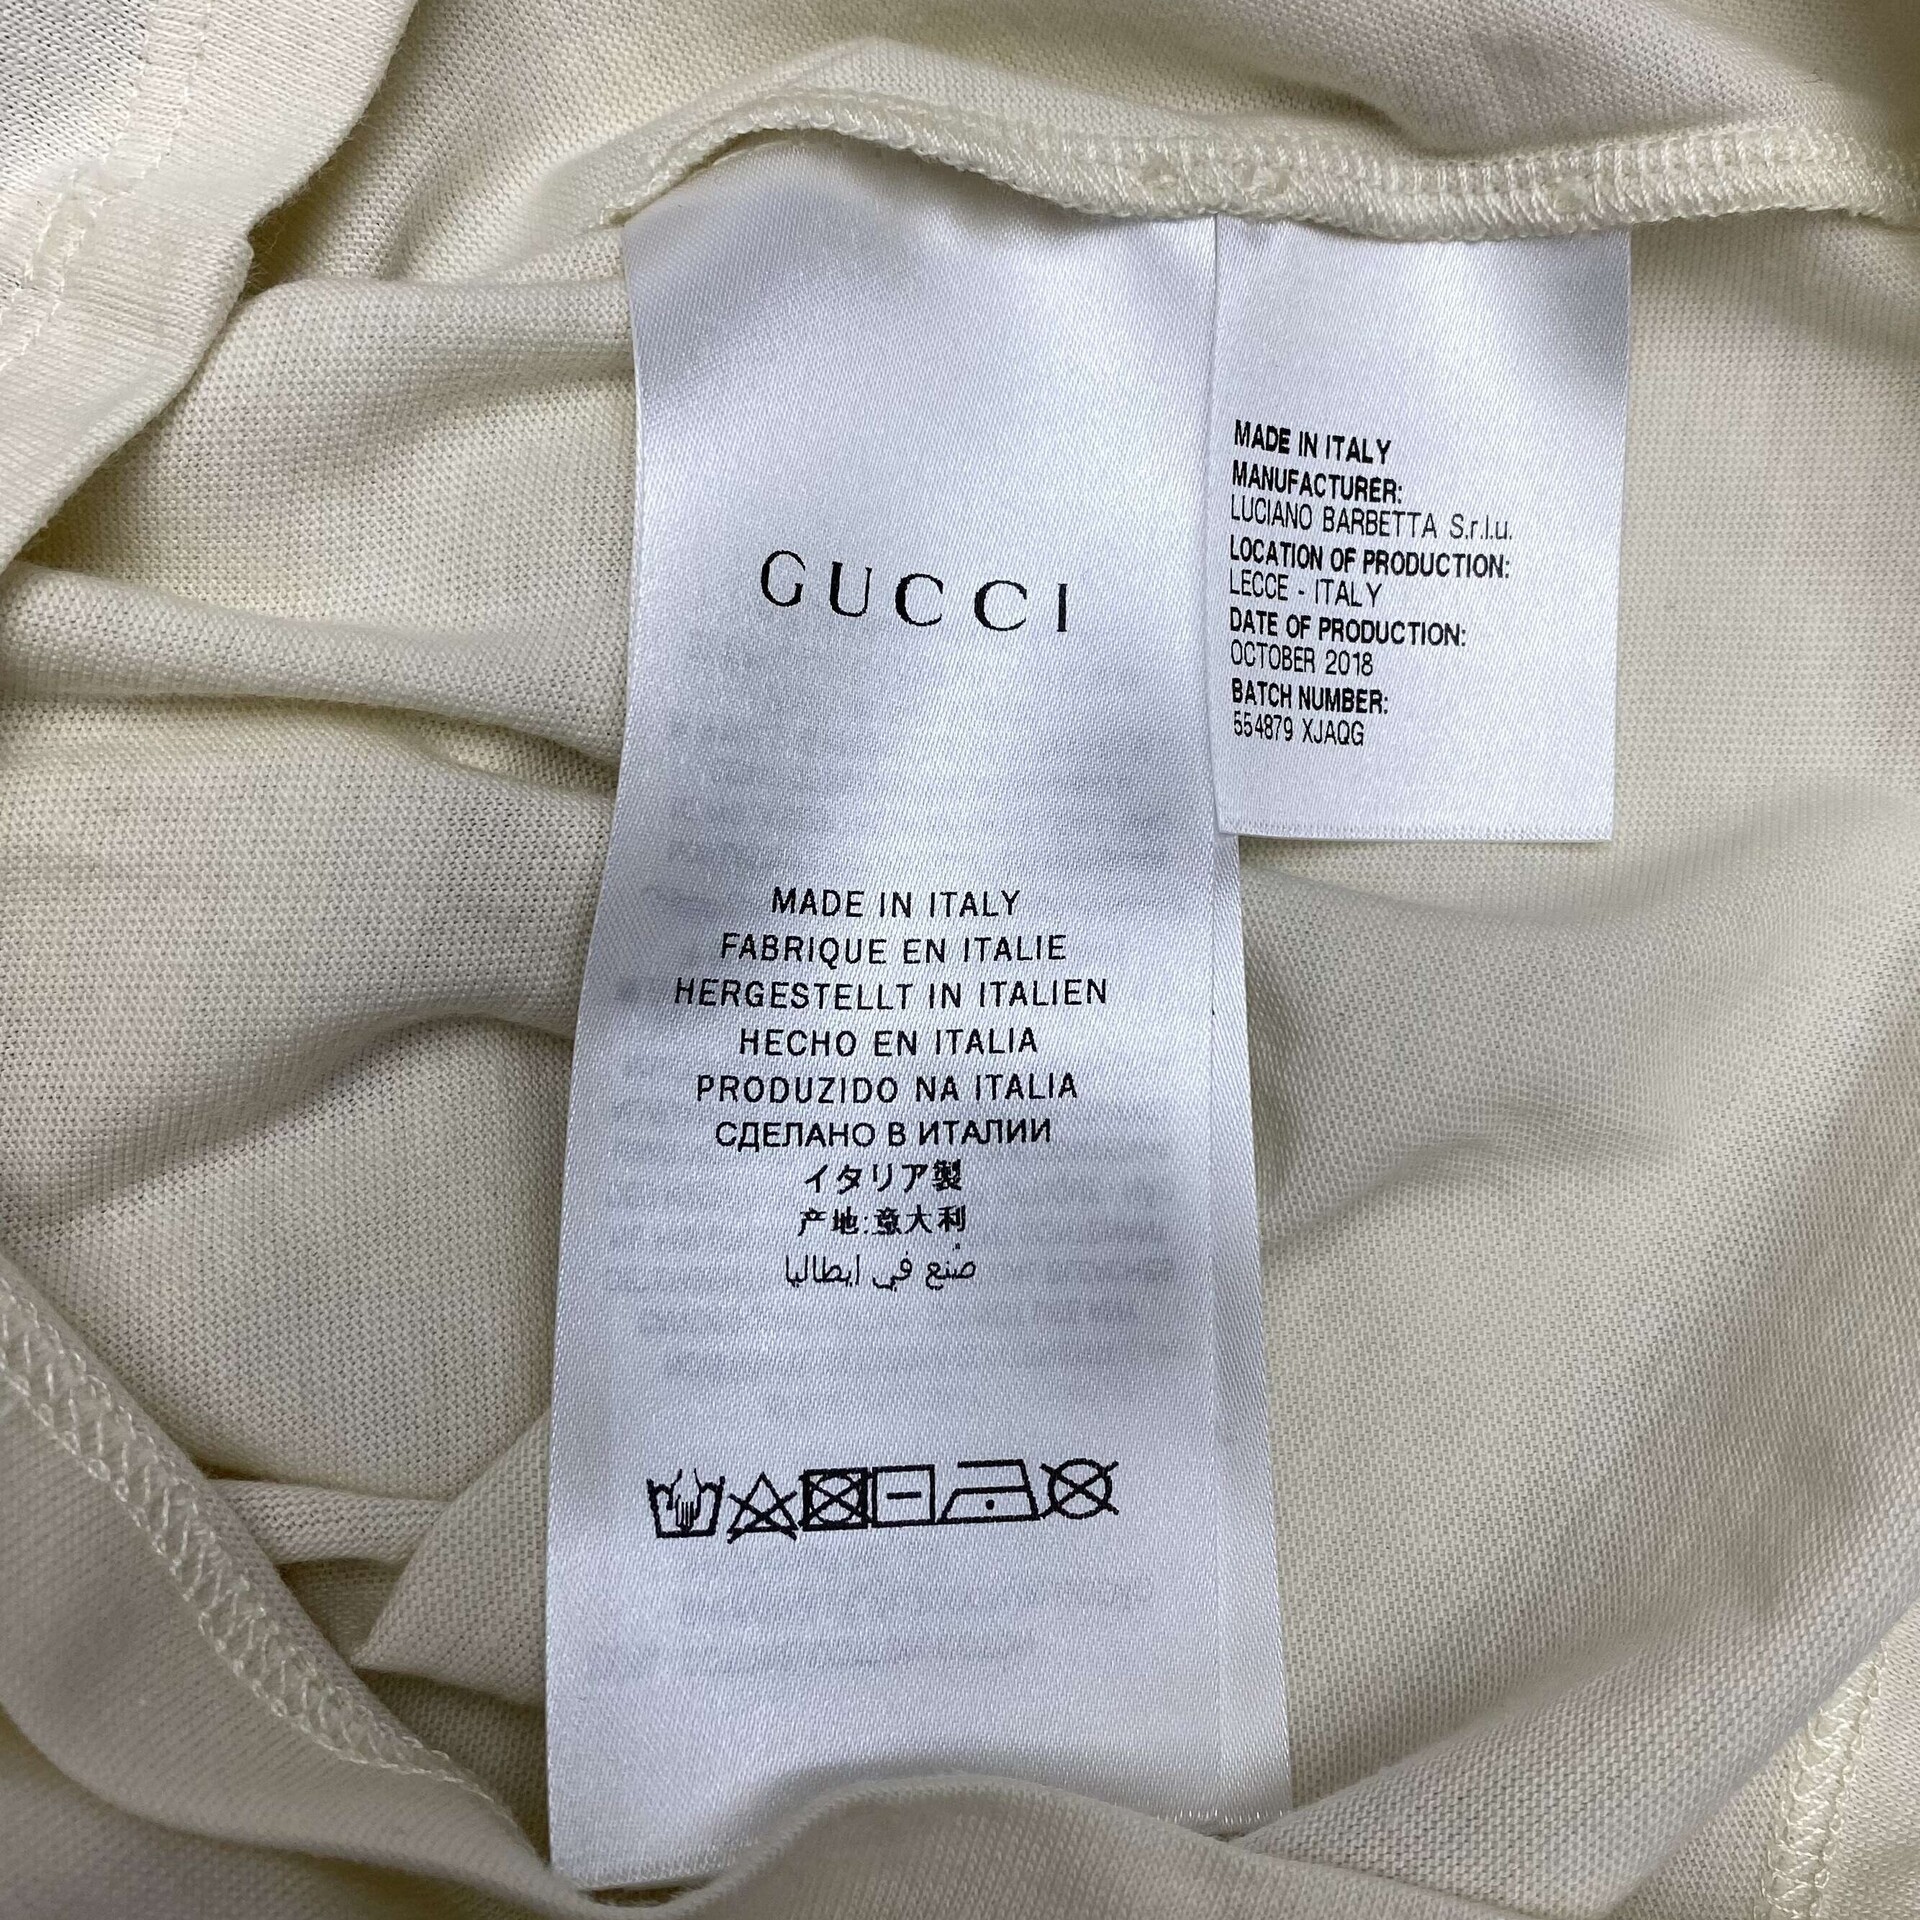 GUCCI
MADE IN ITALY
FABRIQUE EN ITALIE
HERGESTELLT IN ITALIEN
HECHO EN ITALIA
PRODUZIDO NA ITALIA
СДЕЛАНО В ИТАЛИИ
イタリア製
产地:意大利
صنع في ايطاليا
MADE IN ITALY
MANUFACTURER:
LUCIANO BARBETTA S.r.l.u.
LOCATION OF PRODUCTION:
LECCE - ITALY
DATE OF PRODUCTION:
OCTOBER 2018
BATCH NUMBER:
554879 XJAQG